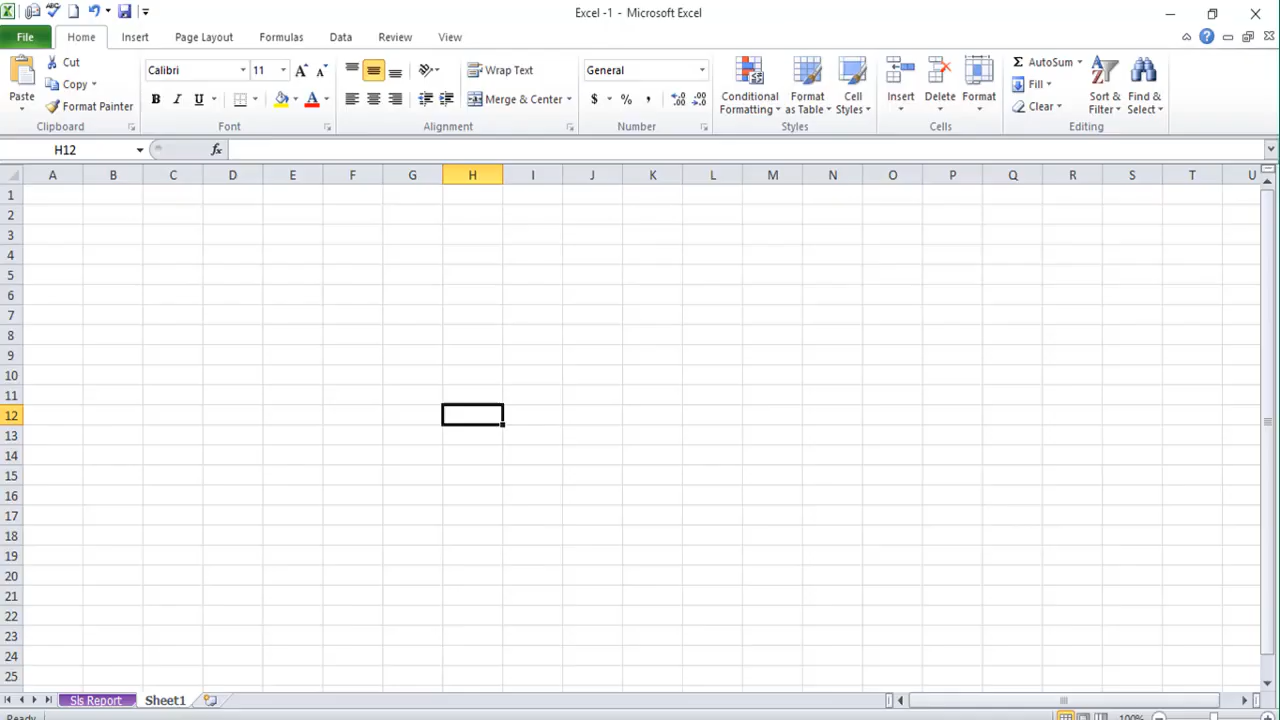 Excel -1 - Microsoft Excel
File Home Insert Page Layout Formulas Data Review View
Paste
Cut
Copy
Format Painter
Clipboard
Calibri 11
B I U
Font
Wrap Text
Merge & Center
Alignment
General
$ % ,
Number
Conditional
Formatting
Format
as Table
Cell
Styles
Styles
Insert Delete Format
Cells
Σ AutoSum
Fill
Clear
Sort &
Filter
Find &
Select
Editing
H12 fx
A B C D E F G H I J K L M N O P Q R S T U
1
2
3
4
5
6
7
8
9
10
11
12
13
14
15
16
17
18
19
20
21
22
23
24
25
Sls Report Sheet1
Ready 100%